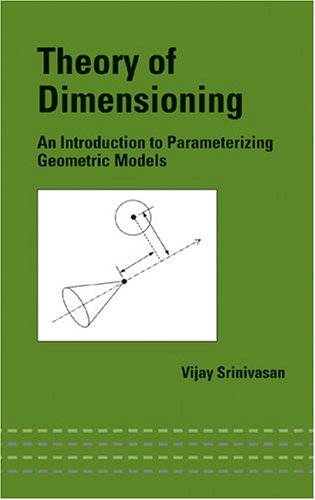 Theory of
Dimensioning
An Introduction to Parameterizing
Geometric Models
Vijay Srinivasan